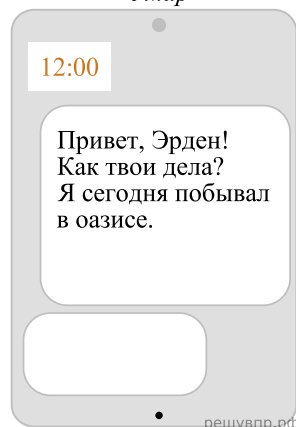 12:00
Привет, Эрден!
Как твои дела?
Я сегодня побывал
в оазисе.
решувпр.рф